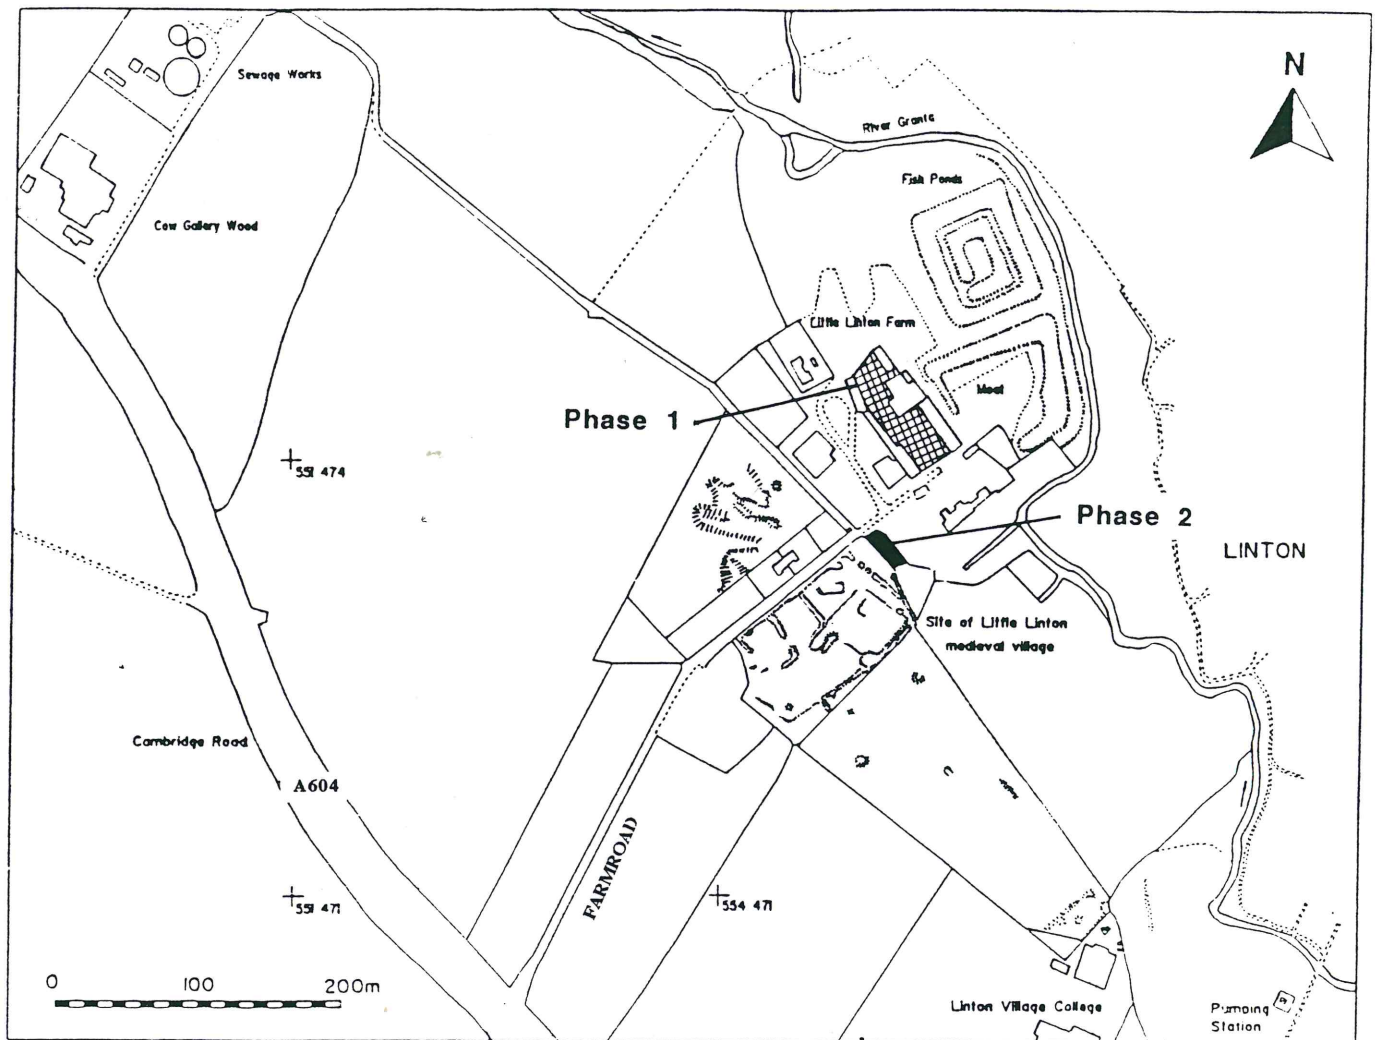 Sewage Works
N
River Granta
Fish Ponds
Cow Gallery Wood
Little Linton Farm
Moat
Phase 1
551 474
Phase 2
LINTON
Site of Little Linton
medieval village
Cambridge Road
A604
FARMROAD
551 471
554 471
0 100 200m
Linton Village College
Pumping
Station